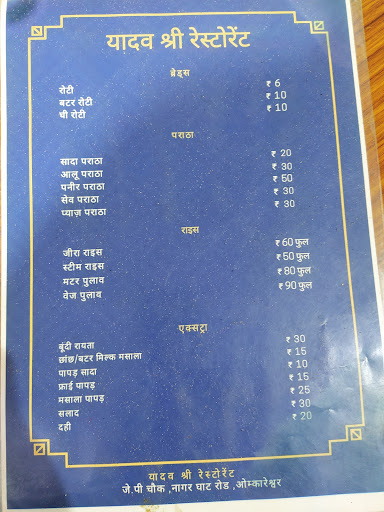 यादव श्री रेस्टोरेंट
ब्रेड्स
रोटी ₹ 6
बटर रोटी ₹ 10
घी रोटी ₹ 10
पराठा
सादा पराठा ₹ 20
आलू पराठा ₹ 30
पनीर पराठा ₹ 50
सेव पराठा ₹ 30
प्याज़ पराठा ₹ 30
राइस
जीरा राइस ₹ 60 फुल
स्टीम राइस ₹ 50 फुल
मटर पुलाव ₹ 80 फुल
वेज पुलाव ₹ 90 फुल
एक्सट्रा
बूंदी रायता ₹ 30
छांछ/बटर मिल्क मसाला ₹ 15
पापड़ सादा ₹ 10
फ्राई पापड़ ₹ 15
मसाला पापड़ ₹ 25
सलाद ₹ 30
दही ₹ 20
यादव श्री रेस्टोरेंट
जे.पी चौक ,नागर घाट रोड ,ओम्कारेश्वर